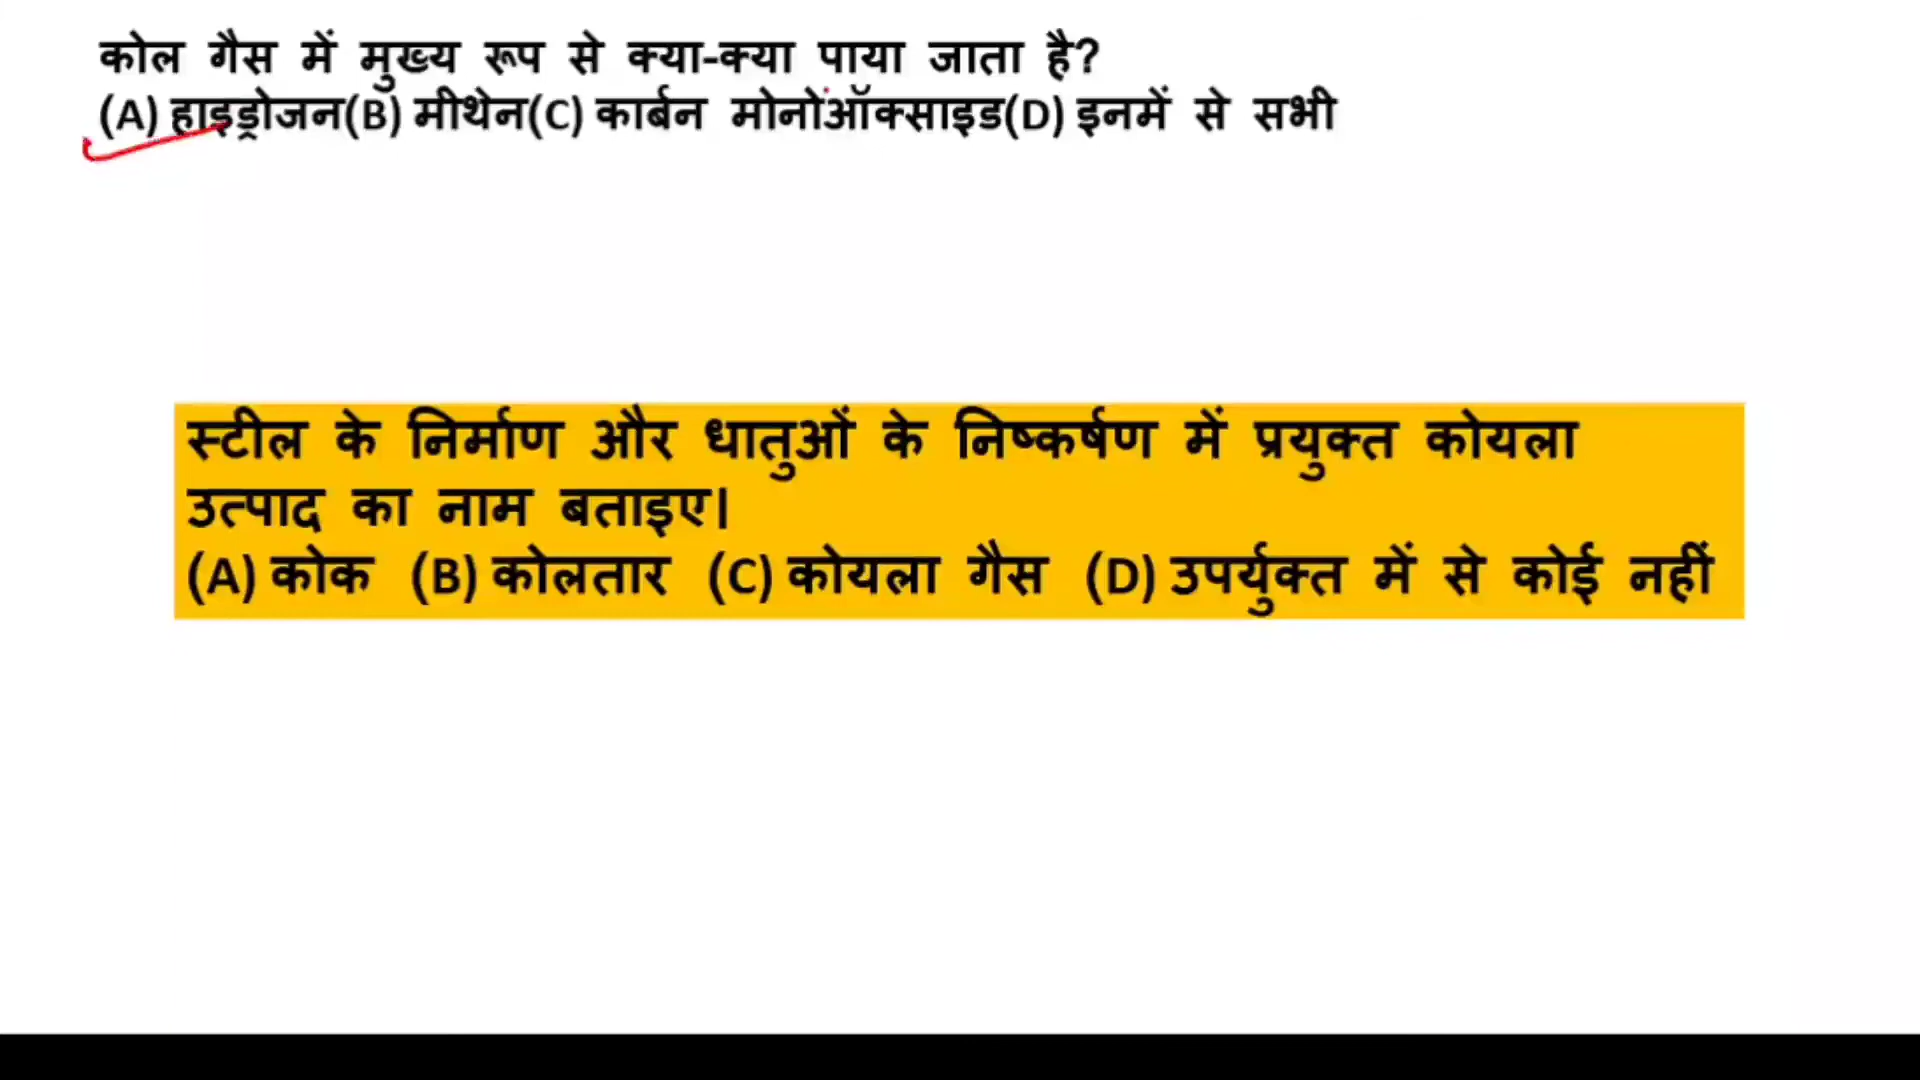 कोल गैस में मुख्य रूप से क्या-क्या पाया जाता है?
(A) हाइड्रोजन(B) मीथेन(C) कार्बन मोनोऑक्साइड(D) इनमें से सभी
स्टील के निर्माण और धातुओं के निष्कर्षण में प्रयुक्त कोयला
उत्पाद का नाम बताइए।
(A) कोक (B) कोलतार (C) कोयला गैस (D) उपर्युक्त में से कोई नहीं